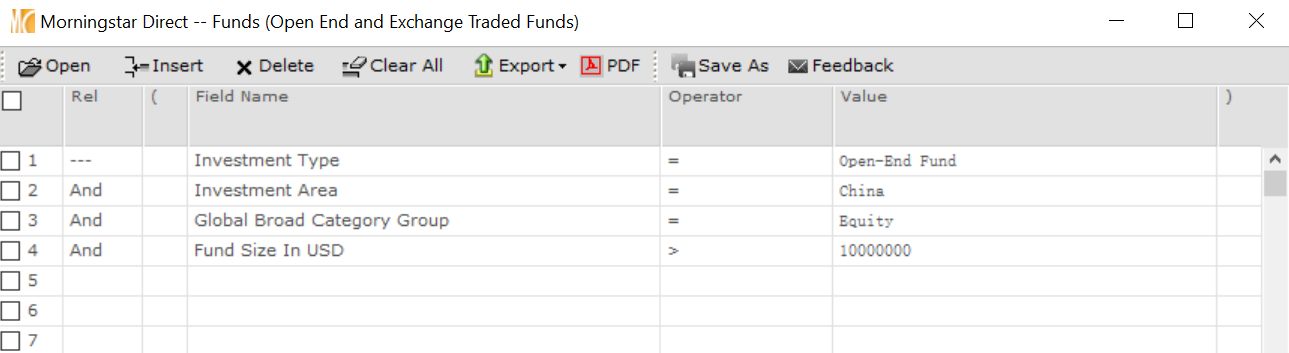 MC Morningstar Direct -- Funds (Open End and Exchange Traded Funds)
Open Insert Delete Clear All Export PDF Save As Feedback
Rel ( Field Name Operator Value )
1 --- Investment Type = Open-End Fund
2 And Investment Area = China
3 And Global Broad Category Group = Equity
4 And Fund Size In USD > 10000000
5
6
7